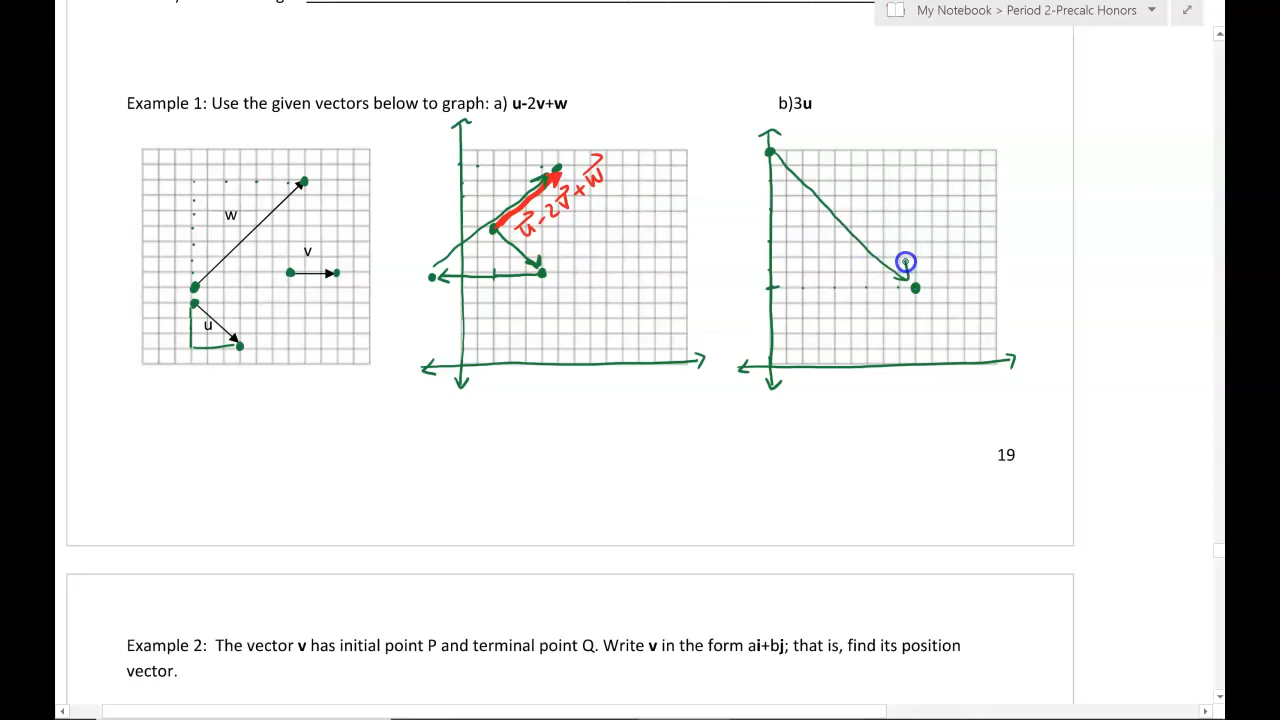 My Notebook > Period 2-Precalc Honors
Example 1: Use the given vectors below to graph: a) u-2v+w
b)3u
w
v
u
u - 2v + w
19
Example 2: The vector v has initial point P and terminal point Q. Write v in the form ai+bj; that is, find its position
vector.